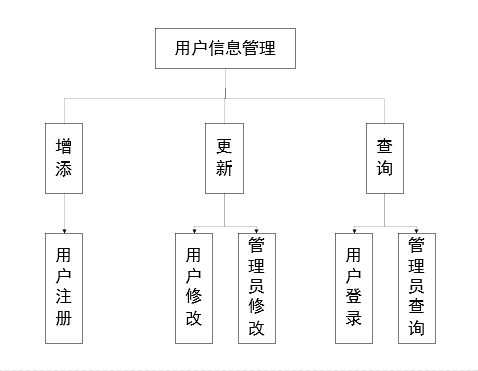 用户信息管理
增添
更新
查询
用户注册
用户修改
管理员修改
用户登录
管理员查询